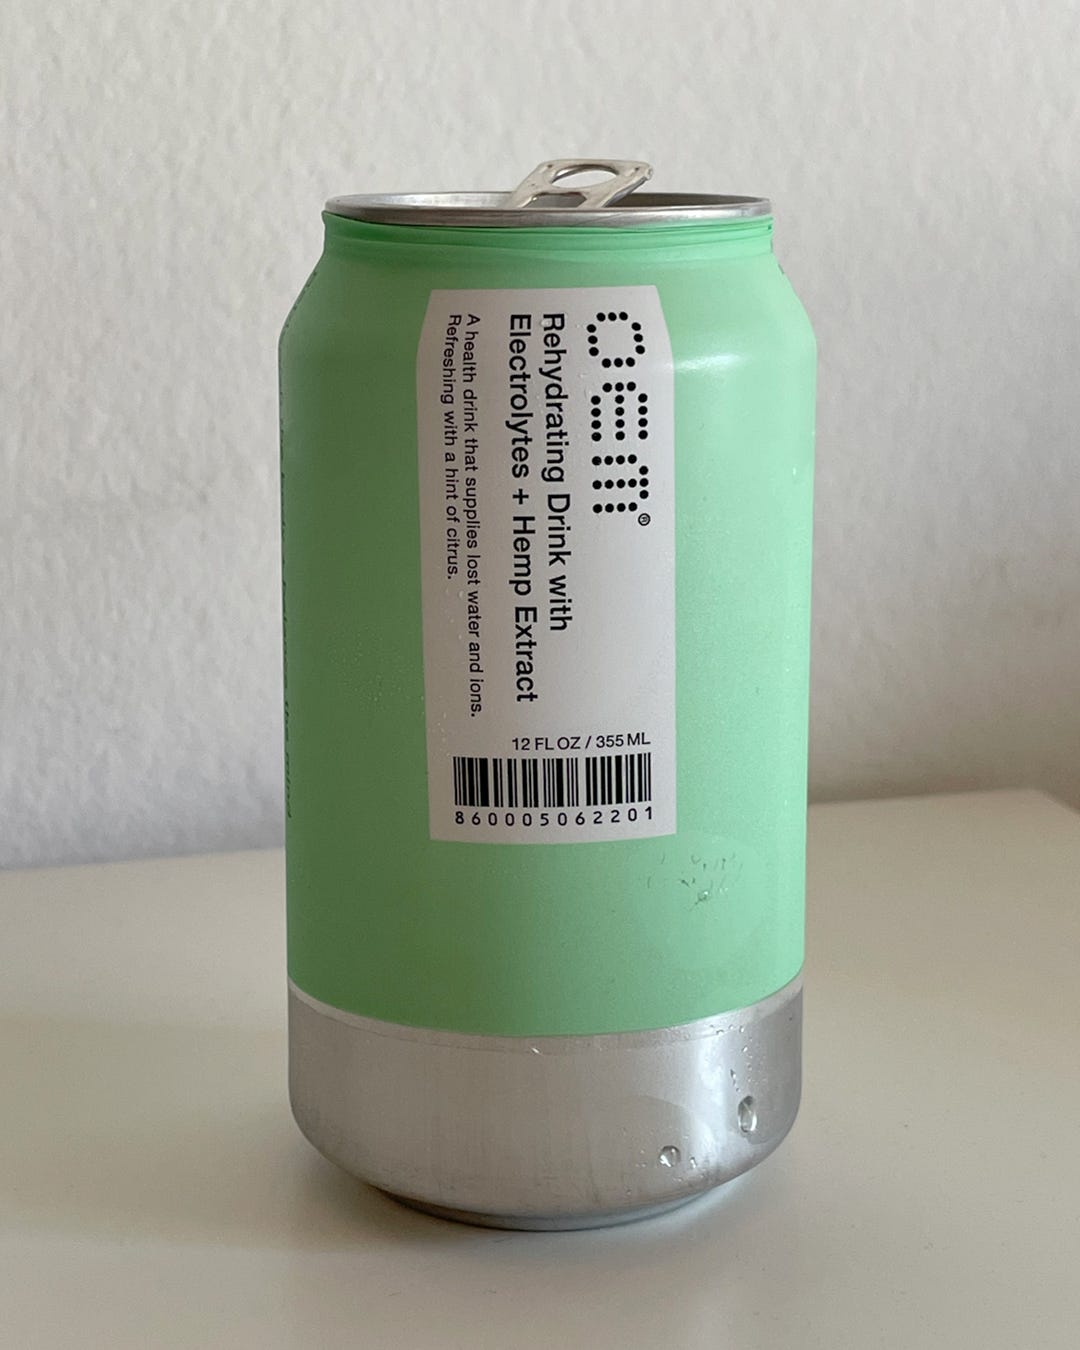 oem®
Rehydrating Drink with
Electrolytes + Hemp Extract
A health drink that supplies lost water and ions.
Refreshing with a hint of citrus.
12 FL OZ / 355 ML
860005062201